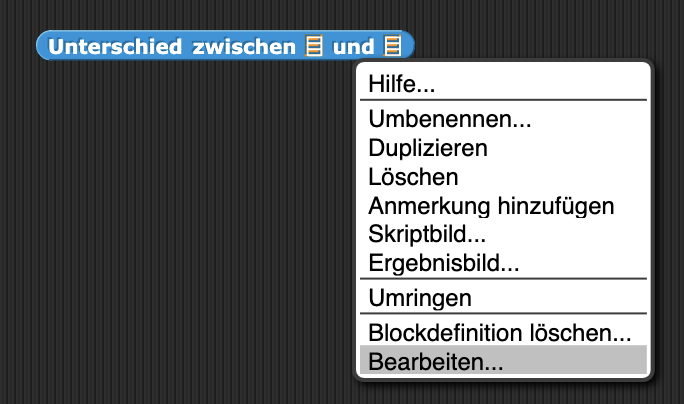 Unterschied zwischen und
Hilfe...
Umbenennen...
Duplizieren
Löschen
Anmerkung hinzufügen
Skriptbild...
Ergebnisbild...
Umringen
Blockdefinition löschen...
Bearbeiten...